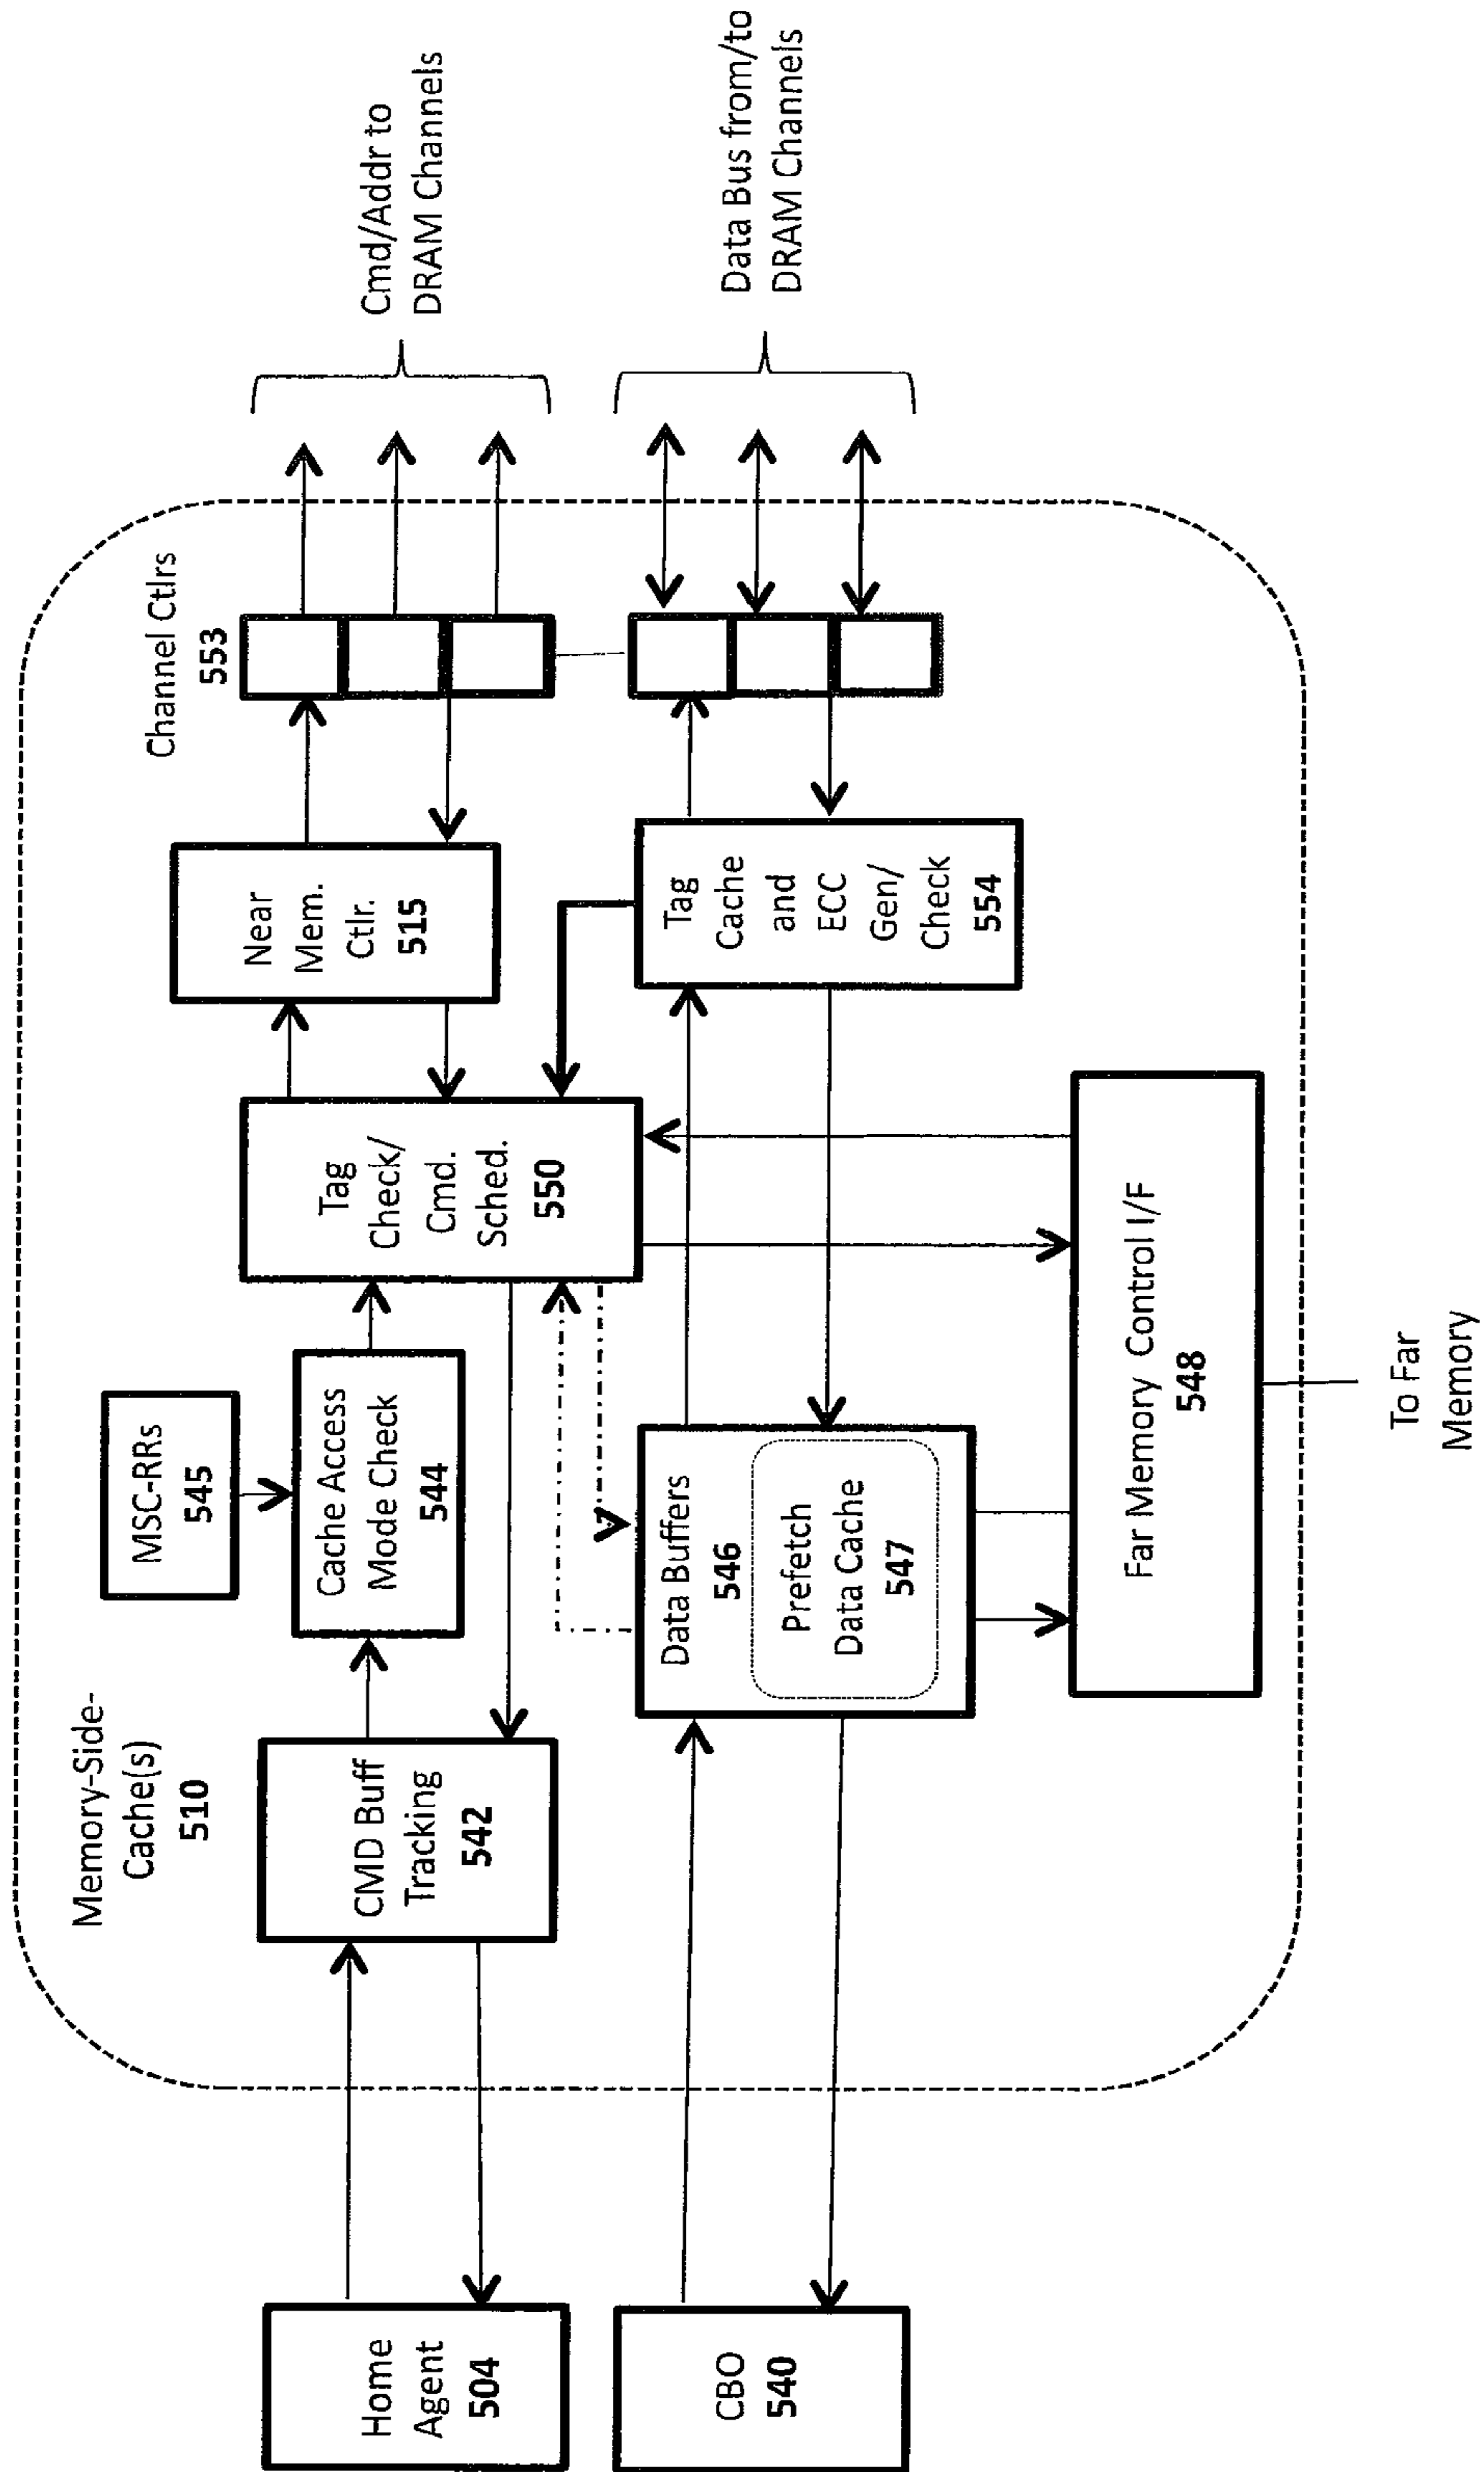 Memory-Side-
Cache(s)
510
Home
Agent
504
CBO
540
CMD Buff
Tracking
542
MSC-RRs
545
Cache Access
Mode Check
544
Data Buffers
546
Prefetch
Data Cache
547
Tag
Check/
Cmd.
Sched.
550
Near
Mem.
Ctlr.
515
Tag
Cache
and
ECC
Gen/
Check
554
Channel Ctlrs
553
Cmd/Addr to
DRAM Channels
Data Bus from/to
DRAM Channels
Far Memory Control I/F
548
To Far
Memory